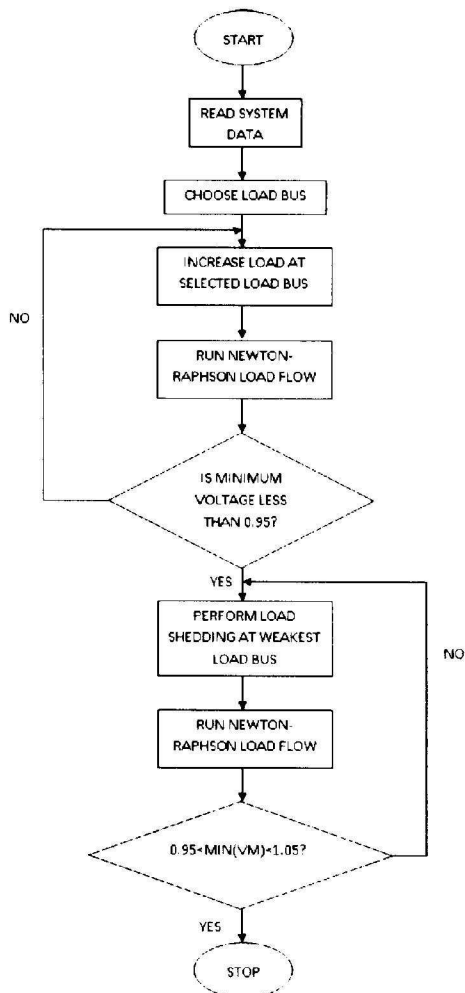 START
READ SYSTEM
DATA
CHOOSE LOAD BUS
INCREASE LOAD AT
SELECTED LOAD BUS
NO
RUN NEWTON-
RAPHSON LOAD FLOW
IS MINIMUM
VOLTAGE LESS
THAN 0.95?
YES
PERFORM LOAD
SHEDDING AT WEAKEST
LOAD BUS
NO
RUN NEWTON-
RAPHSON LOAD FLOW
0.95<MIN(VM)<1.05?
YES
STOP